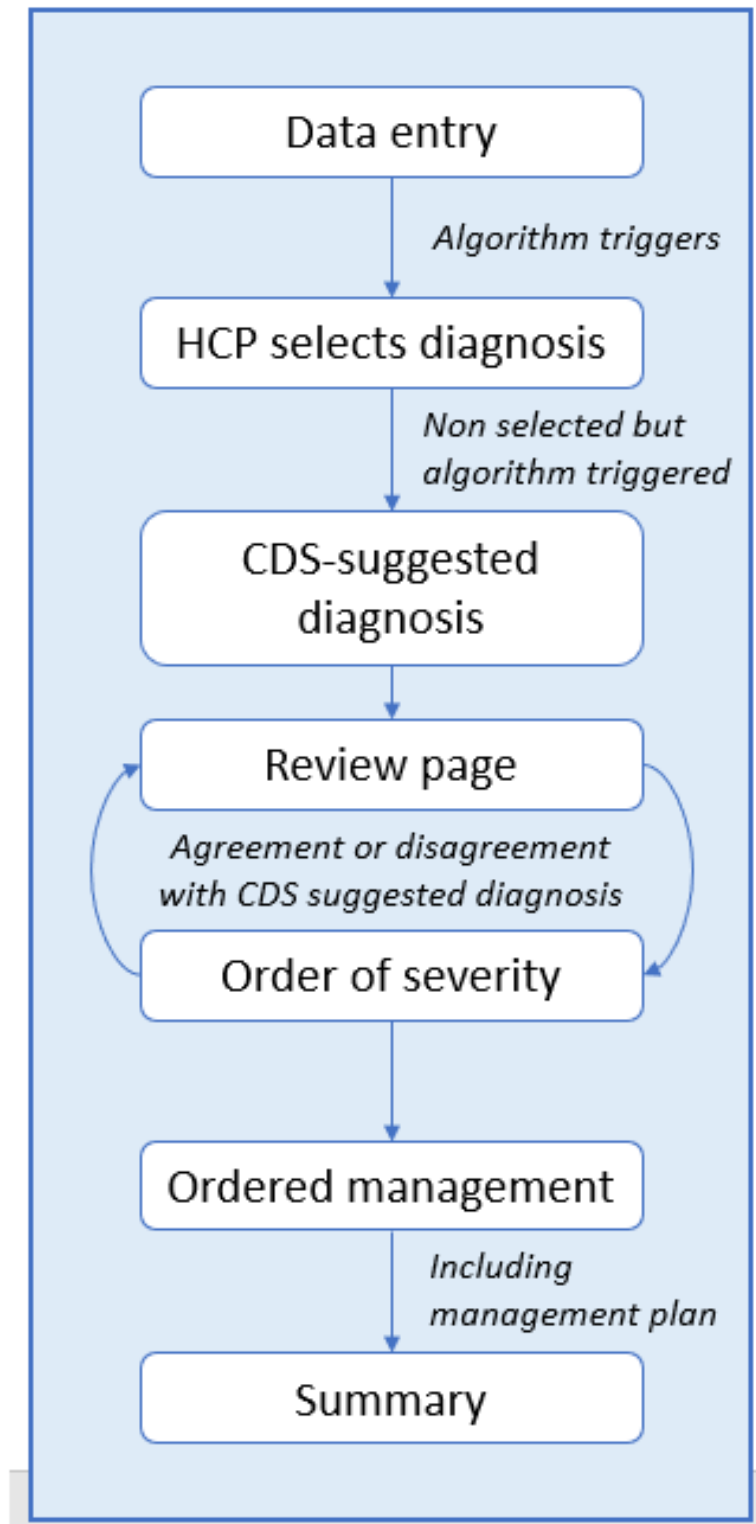 Data entry
Algorithm triggers
HCP selects diagnosis
Non selected but
algorithm triggered
CDS-suggested
diagnosis
Review page
Agreement or disagreement
with CDS suggested diagnosis
Order of severity
Ordered management
Including
management plan
Summary